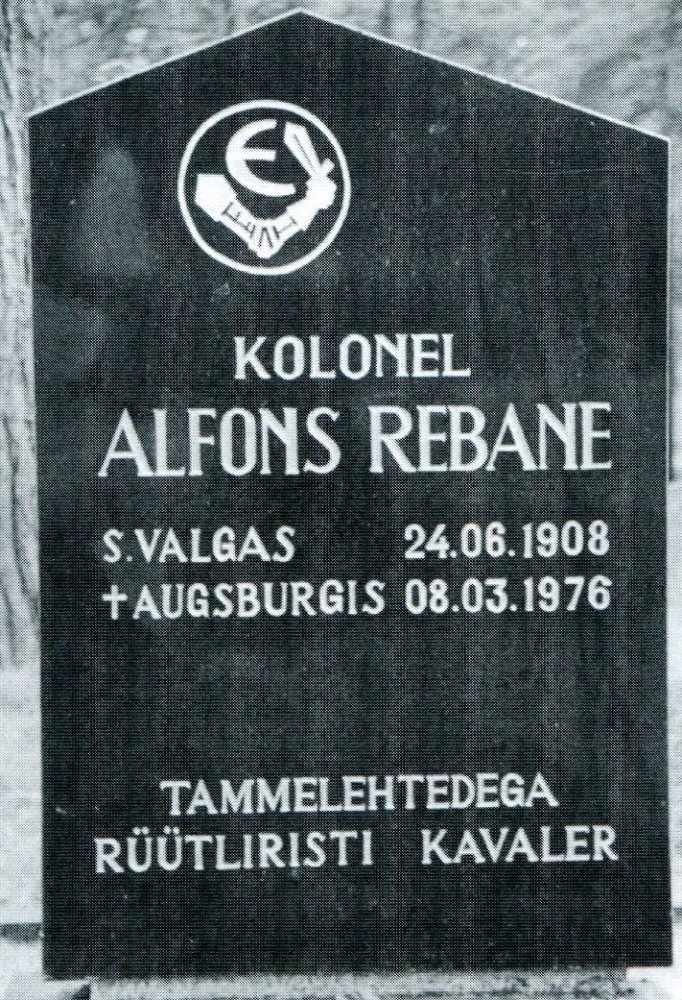 E
KOLONEL
ALFONS REBANE
S. VALGAS 24.06.1908
† AUGSBURGIS 08.03.1976
TAMMELEHTEDEGA
RÜÜTLIRISTI KAVALER